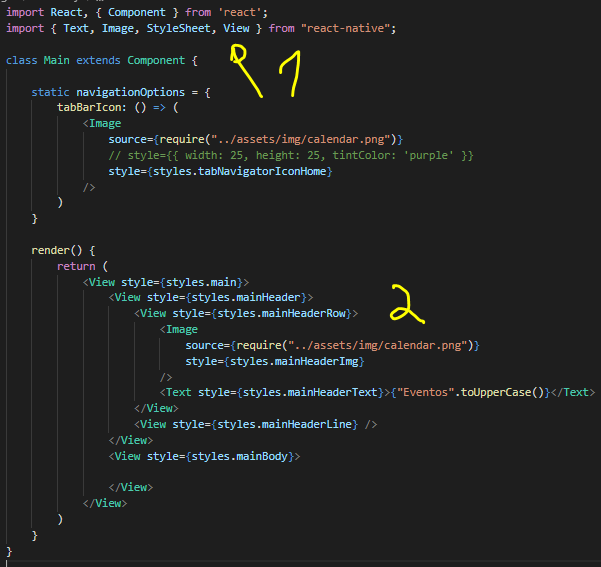 import React, { Component } from 'react';
import { Text, Image, StyleSheet, View } from "react-native";
1
class Main extends Component {
static navigationOptions = {
tabBarIcon: () => (
<Image
source={require("../assets/img/calendar.png")}
// style={{ width: 25, height: 25, tintColor: 'purple' }}
style={styles.tabNavigatorIconHome}
/>
)
}
render() {
return (
<View style={styles.main}>
<View style={styles.mainHeader}>
2
<View style={styles.mainHeaderRow}>
<Image
source={require("../assets/img/calendar.png")}
style={styles.mainHeaderImg}
/>
<Text style={styles.mainHeaderText}>{"Eventos".toUpperCase()}</Text>
</View>
<View style={styles.mainHeaderLine} />
</View>
<View style={styles.mainBody}>
</View>
</View>
)
}
}